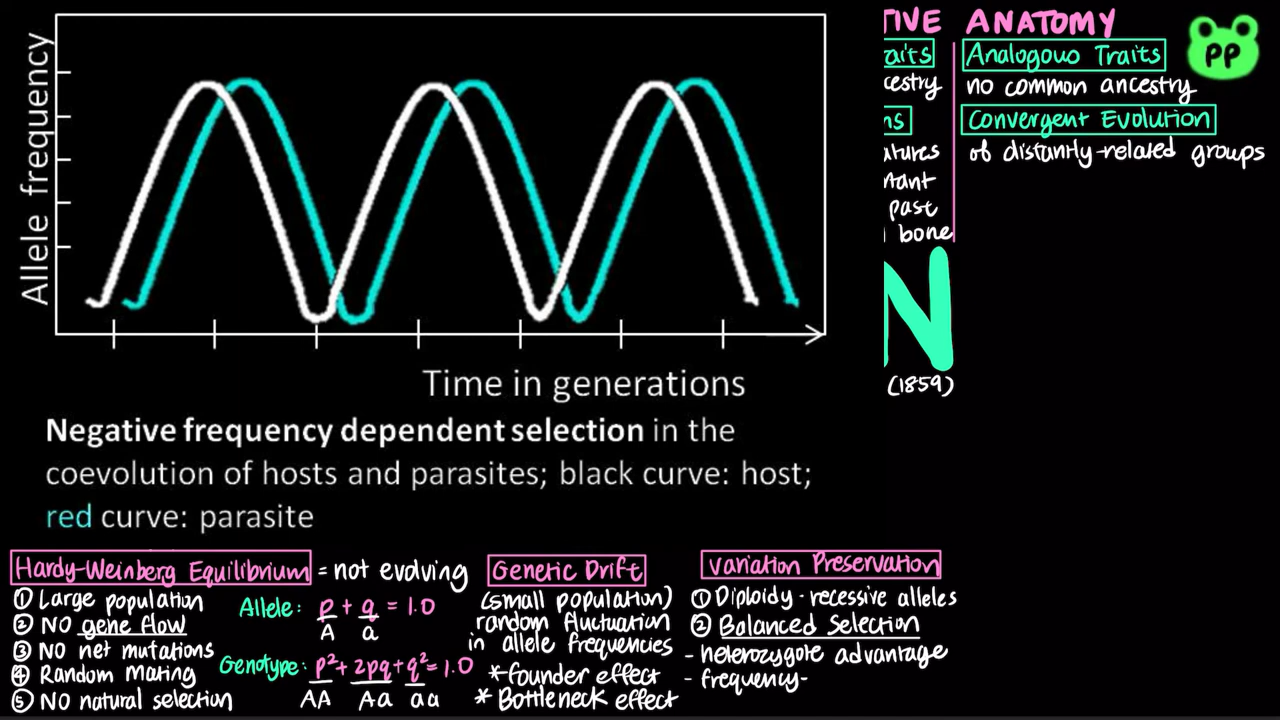 Allele frequency
Time in generations
Negative frequency dependent selection in the
coevolution of hosts and parasites; black curve: host;
red curve: parasite
TIVE ANATOMY
aits
cestry
ns
atures
rtant
past
bone
Analogous Traits
no common ancestry
Convergent Evolution
of distantly-related groups
PP
N
(1859)
Hardy-Weinberg Equilibrium = not evolving
① Large population
② NO gene flow
③ No net mutations
④ Random mating
⑤ NO natural selection
Allele: p + q = 1.0
A a
Genotype: p² + 2pq + q² = 1.0
AA Aa aa
Genetic Drift
(small population)
random fluctuation
in allele frequencies
*founder effect
* Bottleneck effect
Variation Preservation
① Diploidy - recessive alleles
② Balanced Selection
- heterozygote advantage
- frequency-